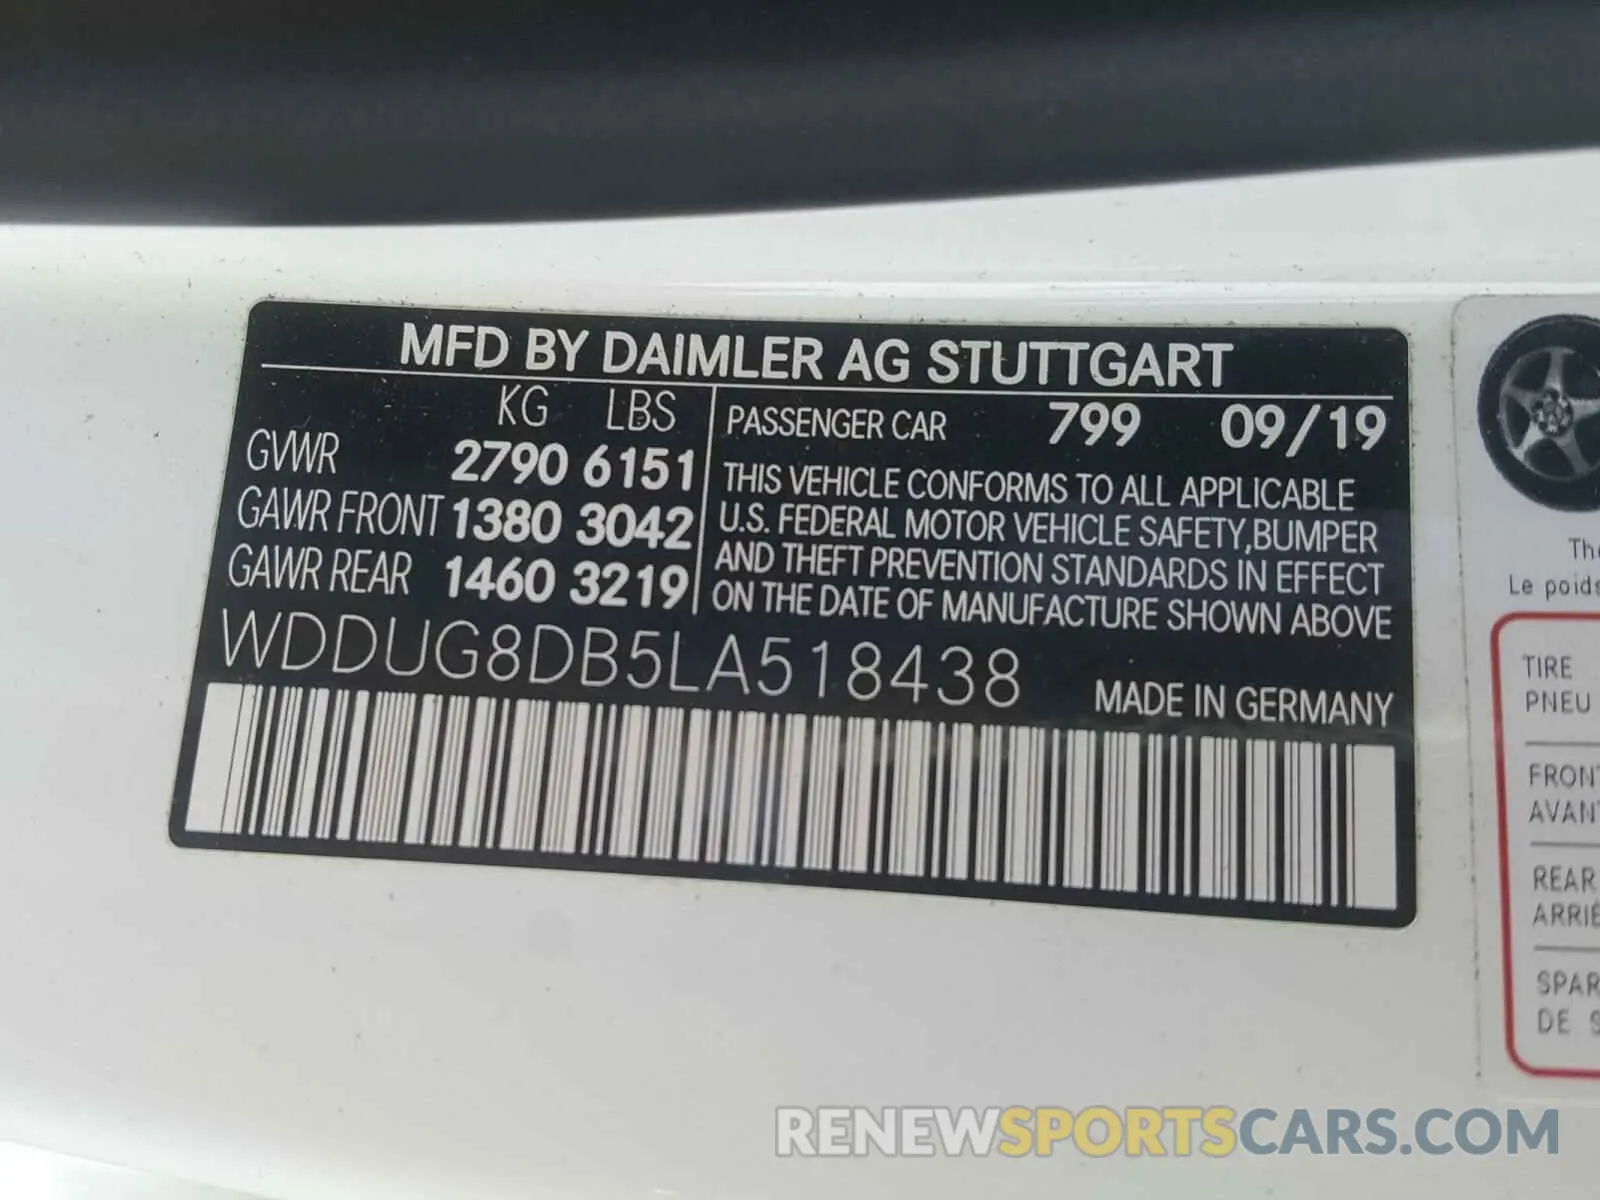 MFD BY DAIMLER AG STUTTGART
KG LBS
GVWR 2790 6151
GAWR FRONT 1380 3042
GAWR REAR 1460 3219
PASSENGER CAR 799 09/19
THIS VEHICLE CONFORMS TO ALL APPLICABLE
U.S. FEDERAL MOTOR VEHICLE SAFETY,BUMPER
AND THEFT PREVENTION STANDARDS IN EFFECT
ON THE DATE OF MANUFACTURE SHOWN ABOVE
WDDUG8DB5LA518438
MADE IN GERMANY
Le poids
TIRE
PNEU
FRONT
AVANT
REAR
DE
RENEWSPORTSCARS.COM